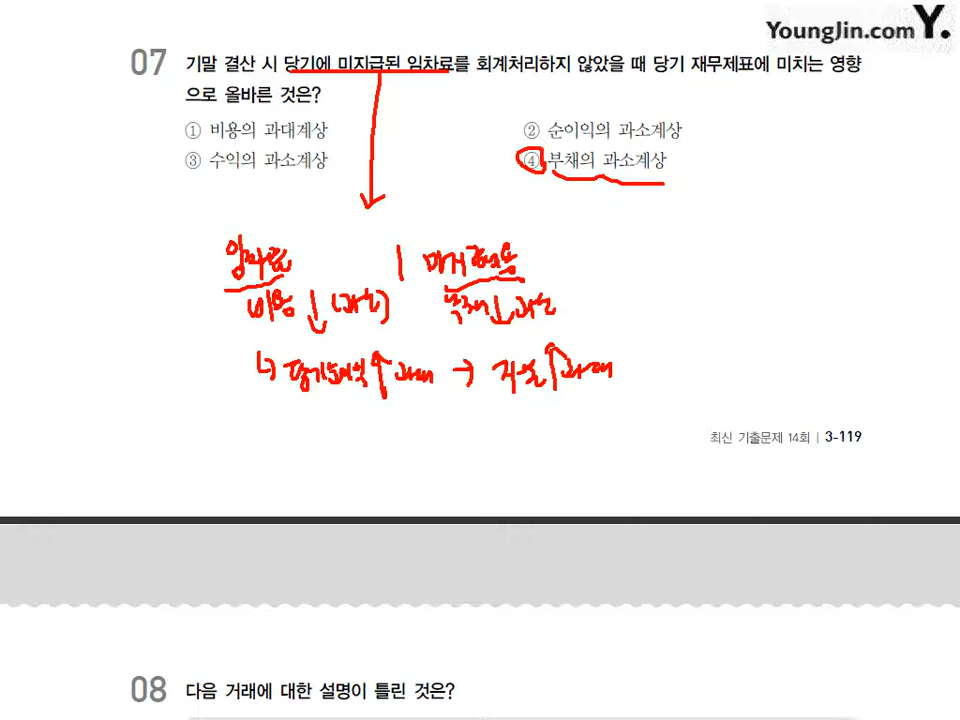 YoungJin.com Y.
07 기말 결산 시 당기에 미지급된 임차료를 회계처리하지 않았을 때 당기 재무제표에 미치는 영향
으로 올바른 것은?
① 비용의 과대계상 ② 순이익의 과소계상
③ 수익의 과소계상 ④ 부채의 과소계상
임차료 | 미지급비용
비용↓(과소) 부채↓과소
↳ 당기순이익↑과대 → 자본↑과대
최신 기출문제 14회 | 3-119
08 다음 거래에 대한 설명이 틀린 것은?